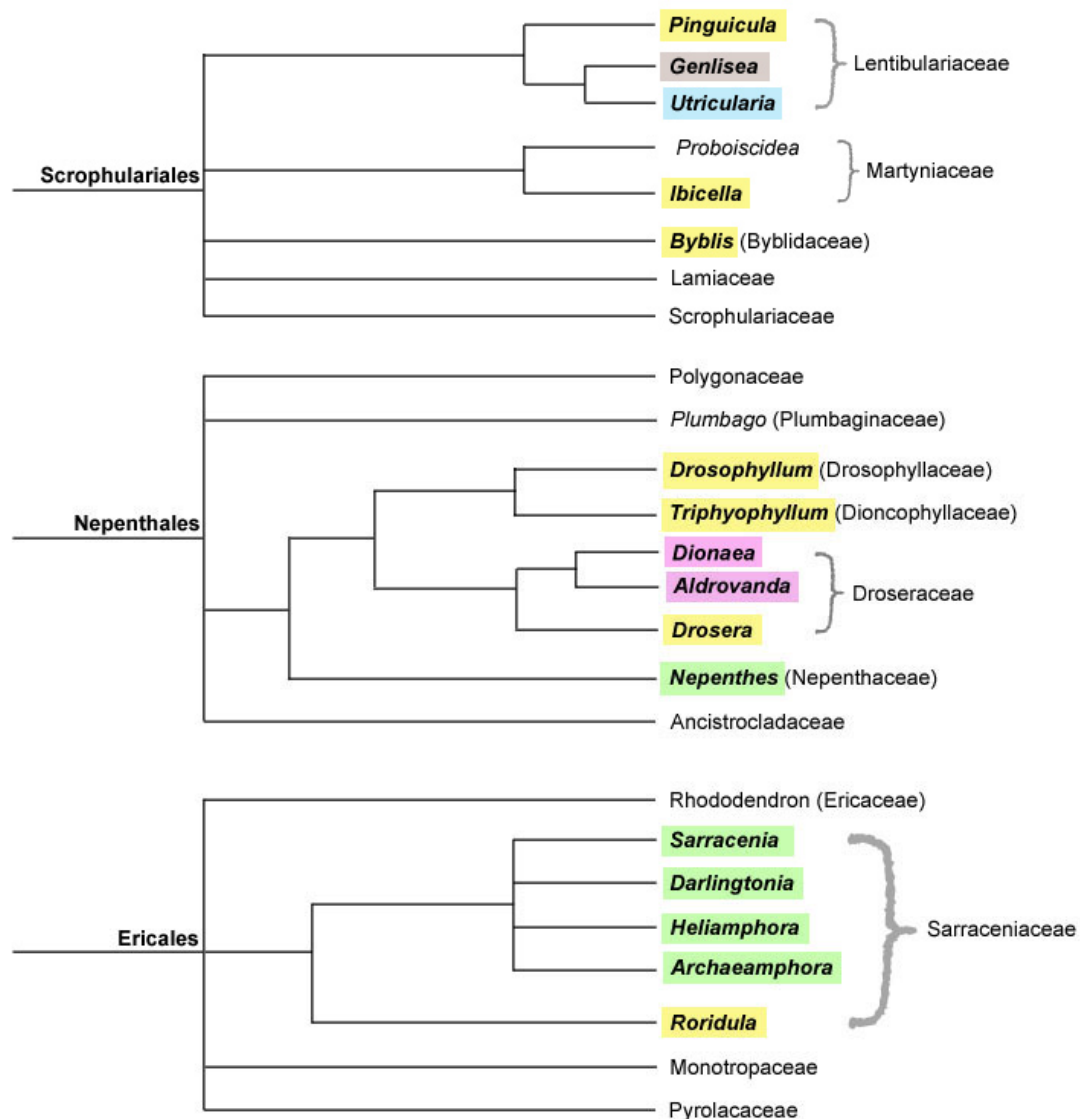 Pinguicula
Genlisea
Utricularia
Lentibulariaceae
Proboiscidea
Ibicella
Martyniaceae
Scrophulariales
Byblis (Byblidaceae)
Lamiaceae
Scrophulariaceae
Polygonaceae
Plumbago (Plumbaginaceae)
Drosophyllum (Drosophyllaceae)
Triphyophyllum (Dioncophyllaceae)
Nepenthales
Dionaea
Aldrovanda
Drosera
Droseraceae
Nepenthes (Nepenthaceae)
Ancistrocladaceae
Rhododendron (Ericaceae)
Sarracenia
Darlingtonia
Heliamphora
Archaeamphora
Sarraceniaceae
Ericales
Roridula
Monotropaceae
Pyrolacaceae